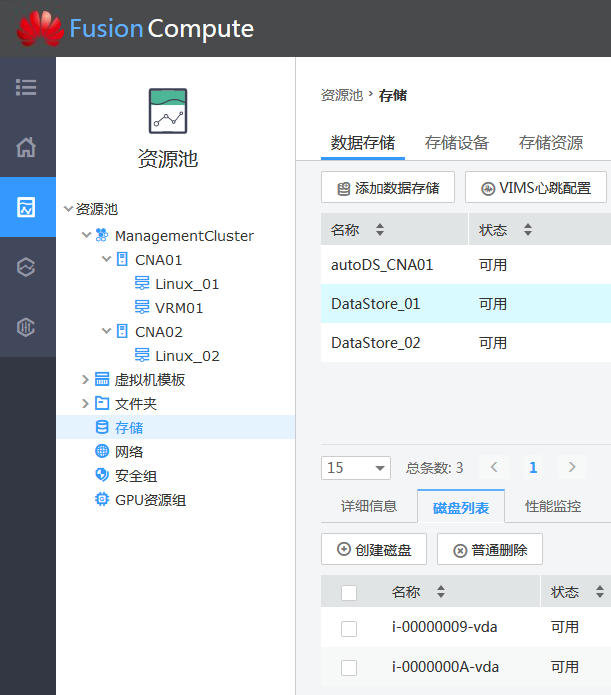 Fusion Compute
资源池
资源池
ManagementCluster
CNA01
Linux_01
VRM01
CNA02
Linux_02
虚拟机模板
文件夹
存储
网络
安全组
GPU资源组
资源池 › 存储
数据存储 存储设备 存储资源
添加数据存储 VIMS心跳配置
名称 状态
autoDS_CNA01 可用
DataStore_01 可用
DataStore_02 可用
15 总条数: 3 < 1 >
详细信息 磁盘列表 性能监控
创建磁盘 普通删除
名称 状态
i-00000009-vda 可用
i-0000000A-vda 可用